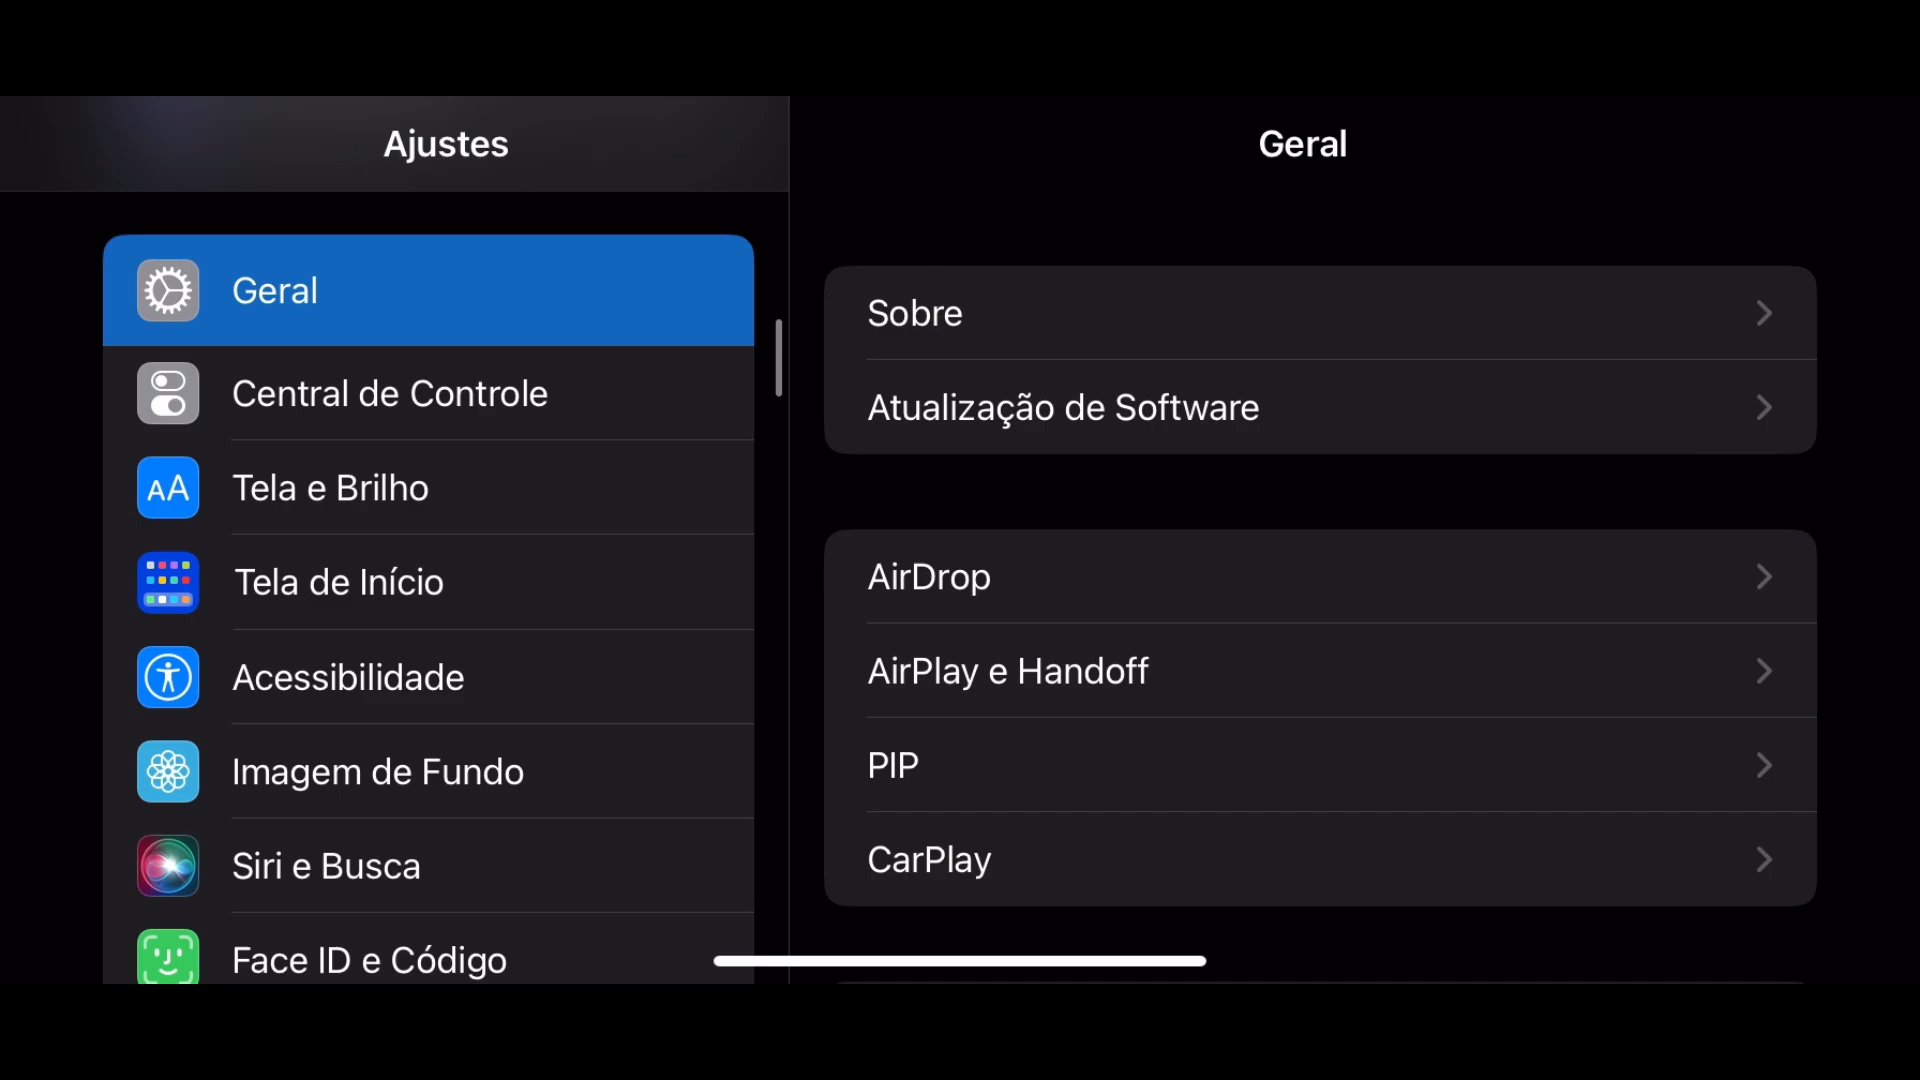 Ajustes
Geral
Central de Controle
AA
Tela e Brilho
Tela de Início
Acessibilidade
Imagem de Fundo
Siri e Busca
Face ID e Código
Geral
Sobre
Atualização de Software
AirDrop
AirPlay e Handoff
PIP
CarPlay